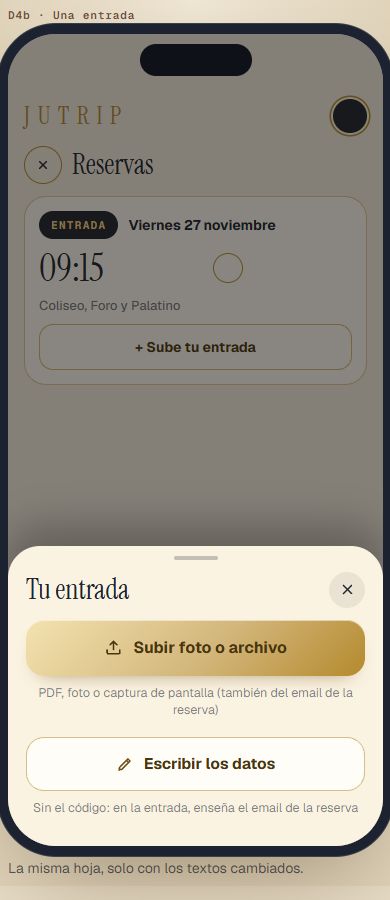 D4b · Una entrada
JUTRIP
Reservas
ENTRADA Viernes 27 noviembre
09:15
Coliseo, Foro y Palatino
+ Sube tu entrada
Tu entrada
Subir foto o archivo
PDF, foto o captura de pantalla (también del email de la
reserva)
Escribir los datos
Sin el código: en la entrada, enseña el email de la reserva
La misma hoja, solo con los textos cambiados.